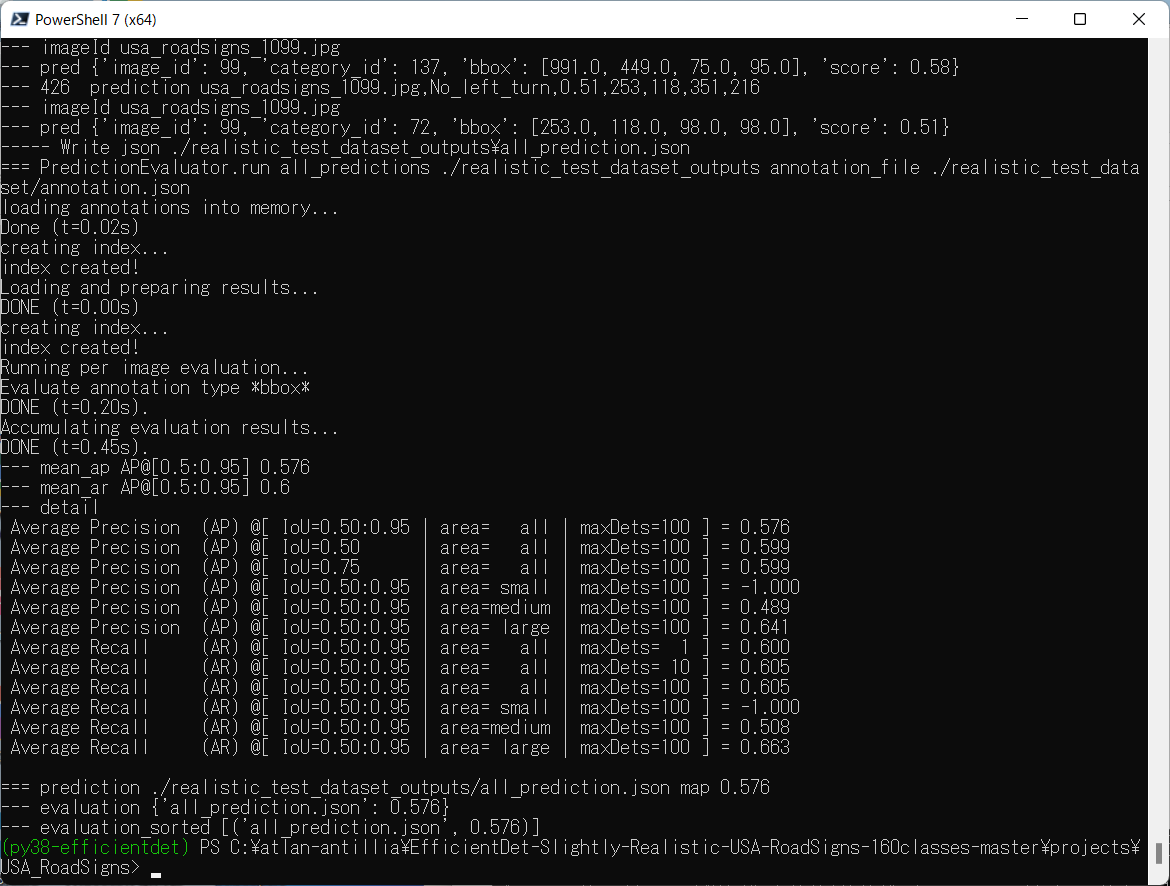 PowerShell 7 (x64)
--- imageId usa_roadsigns_1099.jpg
--- pred {'image_id': 99, 'category_id': 137, 'bbox': [991.0, 449.0, 75.0, 95.0], 'score': 0.58}
--- 426  prediction usa_roadsigns_1099.jpg,No_left_turn,0.51,253,118,351,216
--- imageId usa_roadsigns_1099.jpg
--- pred {'image_id': 99, 'category_id': 72, 'bbox': [253.0, 118.0, 98.0, 98.0], 'score': 0.51}
----- Write json ./realistic_test_dataset_outputs¥all_prediction.json
=== PredictionEvaluator.run all_predictions ./realistic_test_dataset_outputs annotation_file ./realistic_test_data
set/annotation.json
loading annotations into memory...
Done (t=0.02s)
creating index...
index created!
Loading and preparing results...
DONE (t=0.00s)
creating index...
index created!
Running per image evaluation...
Evaluate annotation type *bbox*
DONE (t=0.20s).
Accumulating evaluation results...
DONE (t=0.45s).
--- mean_ap AP@[0.5:0.95] 0.576
--- mean_ar AP@[0.5:0.95] 0.6
--- detail
 Average Precision  (AP) @[ IoU=0.50:0.95 | area=   all | maxDets=100 ] = 0.576
 Average Precision  (AP) @[ IoU=0.50      | area=   all | maxDets=100 ] = 0.599
 Average Precision  (AP) @[ IoU=0.75      | area=   all | maxDets=100 ] = 0.599
 Average Precision  (AP) @[ IoU=0.50:0.95 | area= small | maxDets=100 ] = -1.000
 Average Precision  (AP) @[ IoU=0.50:0.95 | area=medium | maxDets=100 ] = 0.489
 Average Precision  (AP) @[ IoU=0.50:0.95 | area= large | maxDets=100 ] = 0.641
 Average Recall     (AR) @[ IoU=0.50:0.95 | area=   all | maxDets=  1 ] = 0.600
 Average Recall     (AR) @[ IoU=0.50:0.95 | area=   all | maxDets= 10 ] = 0.605
 Average Recall     (AR) @[ IoU=0.50:0.95 | area=   all | maxDets=100 ] = 0.605
 Average Recall     (AR) @[ IoU=0.50:0.95 | area= small | maxDets=100 ] = -1.000
 Average Recall     (AR) @[ IoU=0.50:0.95 | area=medium | maxDets=100 ] = 0.508
 Average Recall     (AR) @[ IoU=0.50:0.95 | area= large | maxDets=100 ] = 0.663
=== prediction ./realistic_test_dataset_outputs/all_prediction.json map 0.576
--- evaluation {'all_prediction.json': 0.576}
--- evaluation_sorted [('all_prediction.json', 0.576)]
(py38-efficientdet) PS C:¥atlan-antillia¥EfficientDet-Slightly-Realistic-USA-RoadSigns-160classes-master¥projects¥
USA_RoadSigns>